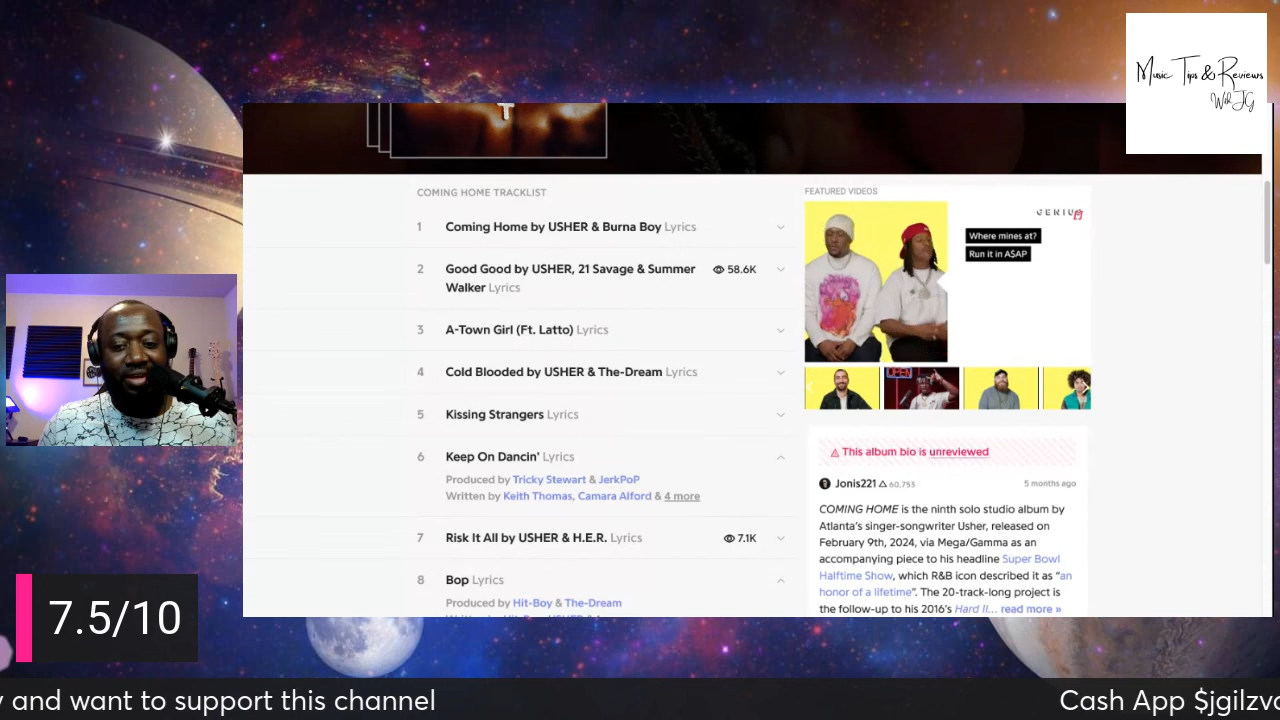 Music Tips & Reviews
With JG
COMING HOME TRACKLIST
1 Coming Home by USHER & Burna Boy Lyrics
2 Good Good by USHER, 21 Savage & Summer
Walker Lyrics
58.6K
3 A-Town Girl (Ft. Latto) Lyrics
4 Cold Blooded by USHER & The-Dream Lyrics
5 Kissing Strangers Lyrics
6 Keep On Dancin' Lyrics
Produced by Tricky Stewart & JerkPoP
Written by Keith Thomas, Camara Alford & 4 more
7 Risk It All by USHER & H.E.R. Lyrics
7.1K
8 Bop Lyrics
Produced by Hit-Boy & The-Dream
FEATURED VIDEOS
GENIUS
Where mines at?
Run it in A$AP
This album bio is unreviewed
Jonis221 60,753
5 months ago
COMING HOME is the ninth solo studio album by
Atlanta's singer-songwriter Usher, released on
February 9th, 2024, via Mega/Gamma as an
accompanying piece to his headline Super Bowl
Halftime Show, which R&B icon described it as "an
honor of a lifetime". The 20-track-long project is
the follow-up to his 2016's Hard II... read more »
7.5/10
y and want to support this channel
Cash App $jgilzv